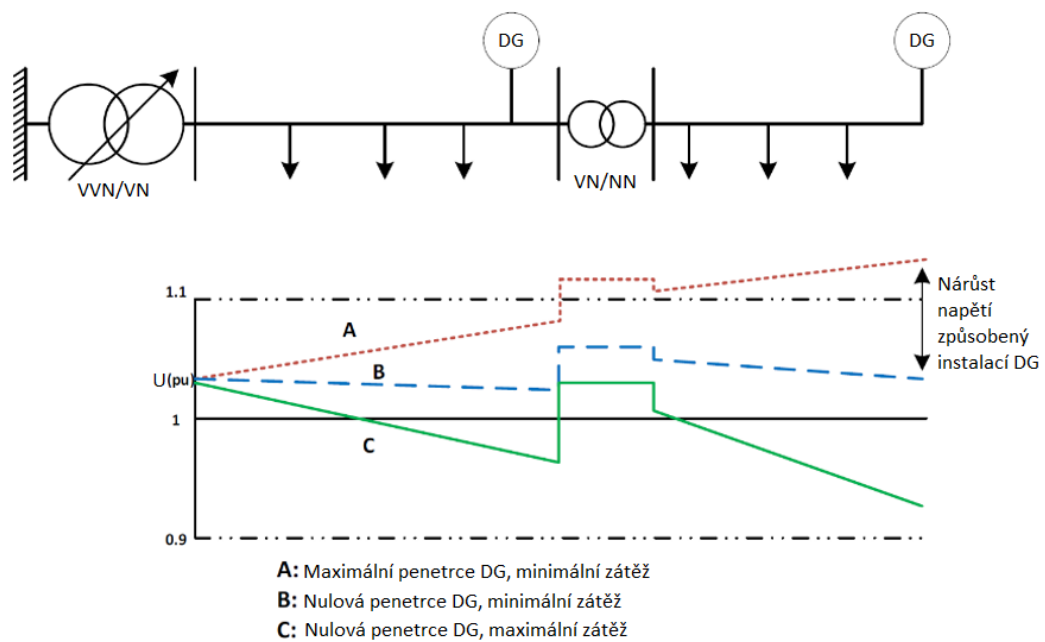 DG
DG
VVN/VN
VN/NN
1.1
A
U(pu)
B
1
C
0.9
Nárůst
napětí
způsobený
instalací DG
A: Maximální penetrce DG, minimální zátěž
B: Nulová penetrce DG, minimální zátěž
C: Nulová penetrce DG, maximální zátěž